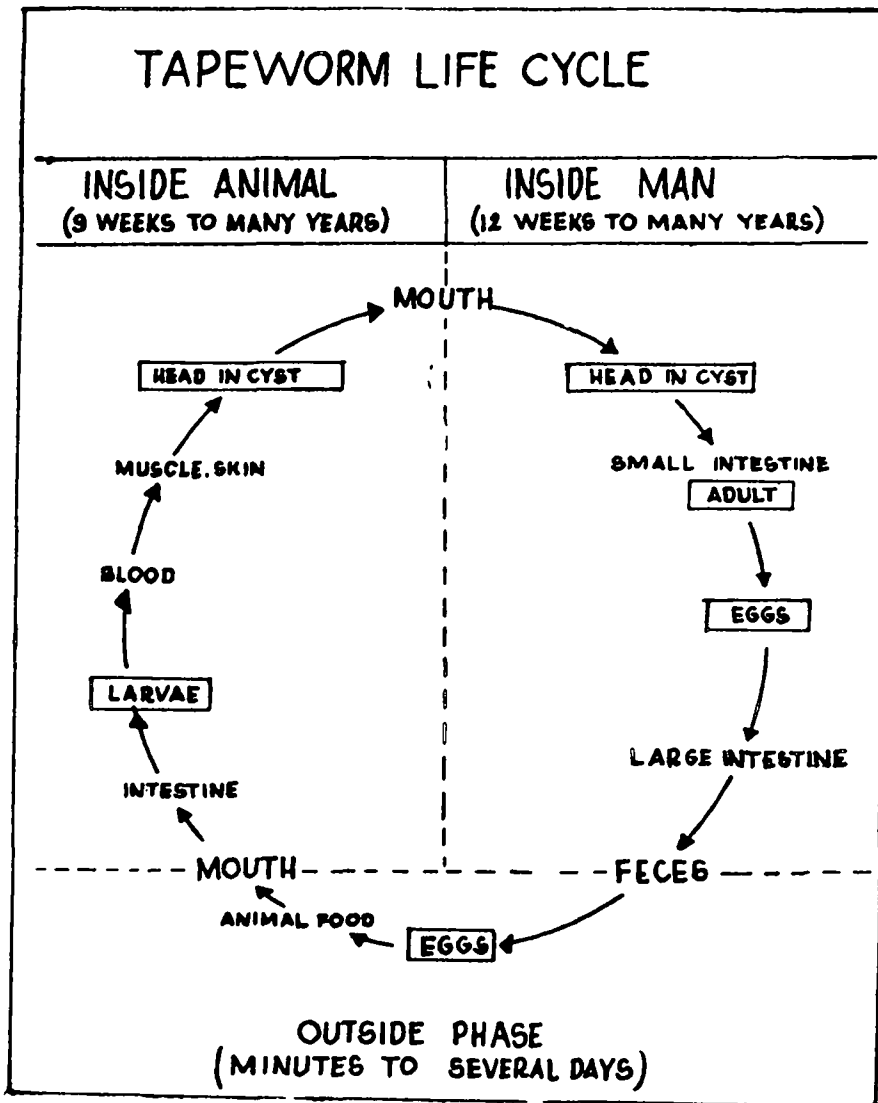 TAPEWORM LIFE CYCLE
INSIDE ANIMAL
(9 WEEKS TO MANY YEARS)
INSIDE MAN
(12 WEEKS TO MANY YEARS)
MOUTH
HEAD IN CYST
SMALL INTESTINE
ADULT
EGGS
LARGE INTESTINE
FECES
EGGS
ANIMAL FOOD
MOUTH
INTESTINE
LARVAE
BLOOD
MUSCLE, SKIN
HEAD IN CYST
OUTSIDE PHASE
(MINUTES TO SEVERAL DAYS)